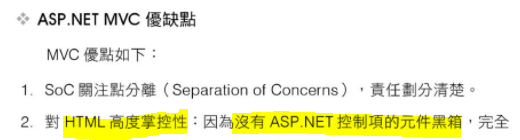 ❖ ASP.NET MVC 優缺點
MVC 優點如下：
1. SoC 關注點分離（Separation of Concerns），責任劃分清楚。
2. 對 HTML 高度掌控性：因為沒有 ASP.NET 控制項的元件黑箱，完全